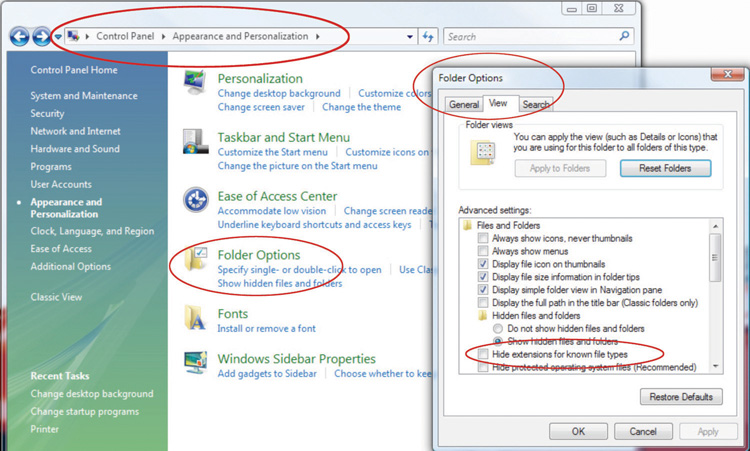 Control Panel
Appearance and Personalization
Search
Control Panel Home
System and Maintenance
Security
Network and Internet
Hardware and Sound
Programs
User Accounts
Appearance and
Personalization
Clock, Language, and Region
Ease of Access
Additional Options
Classic View
Recent Tasks
Change desktop background
Change startup programs
Printer
Personalization
Change desktop background
Customize colors
Change screen saver
Change the theme
Taskbar and Start Menu
Customize the Start menu
Customize icons on
Change the picture on the Start menu
Ease of Access Center
Accommodate low vision
Change screen reade
Underline keyboard shortcuts and access keys
Folder Options
Specify single- or double-click to open
Use Clas
Show hidden files and folders
Fonts
Install or remove a font
Windows Sidebar Properties
Add gadgets to Sidebar
Choose whether to kee
Folder Options
General
View
Search
Folder views
You can apply the view (such as Details or Icons) that
you are using for this folder to all folders of this type.
Apply to Folders
Reset Folders
Advanced settings:
Files and Folders
Always show icons, never thumbnails
Always show menus
Display file icon on thumbnails
Display file size information in folder tips
Display simple folder view in Navigation pane
Display the full path in the title bar (Classic folders only)
Hidden files and folders
Do not show hidden files and folders
Show hidden files and folders
Hide extensions for known file types
Hide protected operating system files (Recommended)
Restore Defaults
OK
Cancel
Apply